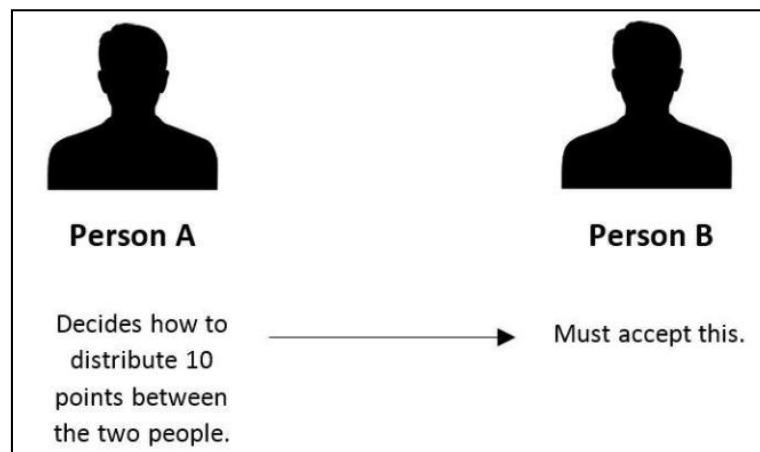 Person A
Person B
Decides how to
distribute 10
points between
the two people.
Must accept this.